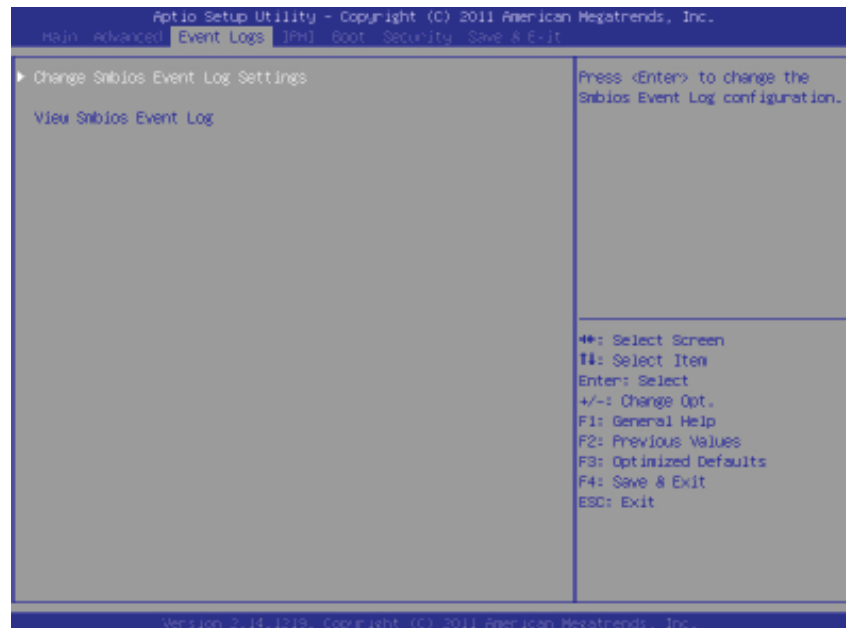 Aptio Setup Utility - Copyright (C) 2011 American Megatrends, Inc.
Main Advanced Event Logs IPMI Boot Security Save & Exit
Change Smbios Event Log Settings
View Smbios Event Log
Press <Enter> to change the
Smbios Event Log configuration.
→←: Select Screen
↑↓: Select Item
Enter: Select
+/-: Change Opt.
F1: General Help
F2: Previous Values
F3: Optimized Defaults
F4: Save & Exit
ESC: Exit
Version 2.14.1219. Copyright (C) 2011 American Megatrends, Inc.